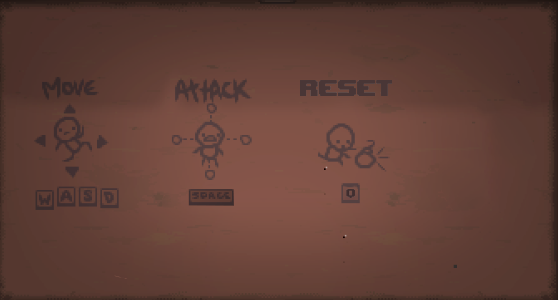 MOVE
ATTACK
RESET
W A S D
SPACE
Q